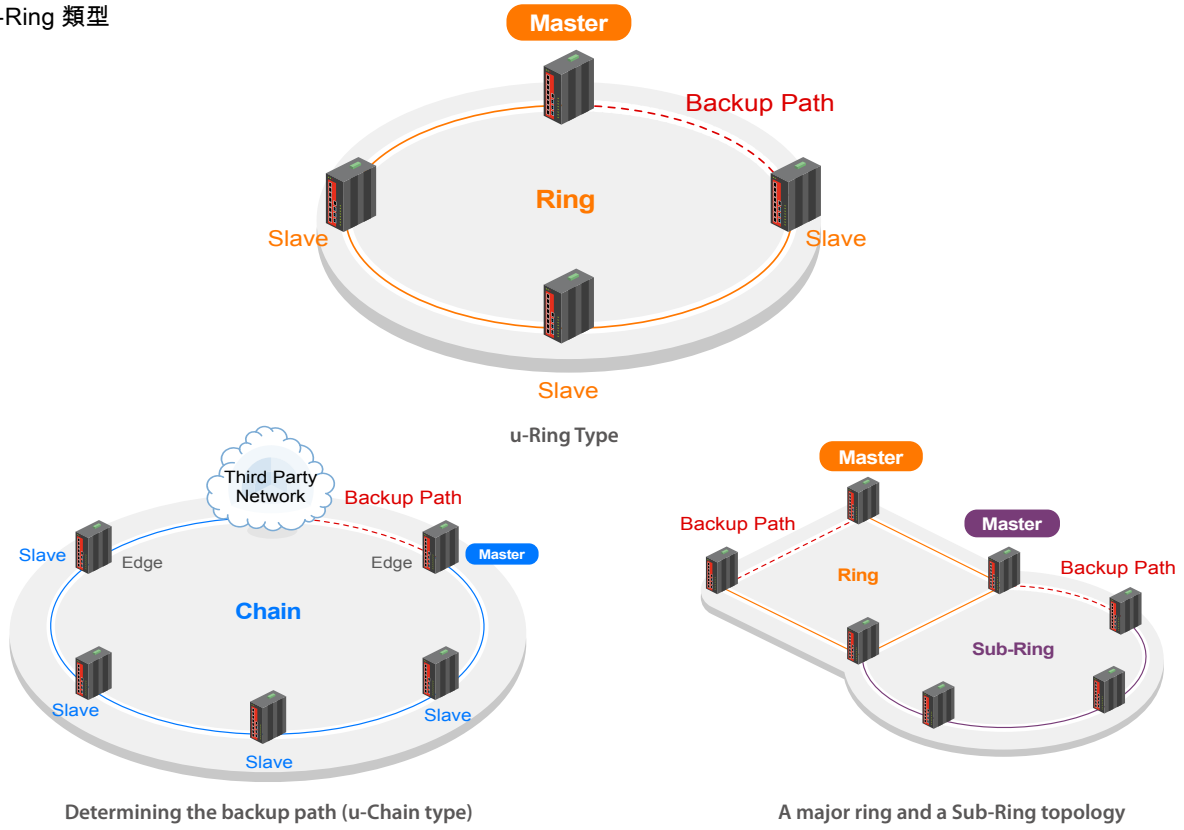 -Ring 類型
Master
Backup Path
Ring
Slave
Slave
Slave
u-Ring Type
Third Party
Network
Backup Path
Slave
Edge
Edge
Master
Chain
Slave
Slave
Slave
Determining the backup path (u-Chain type)
Master
Backup Path
Master
Backup Path
Ring
Sub-Ring
A major ring and a Sub-Ring topology